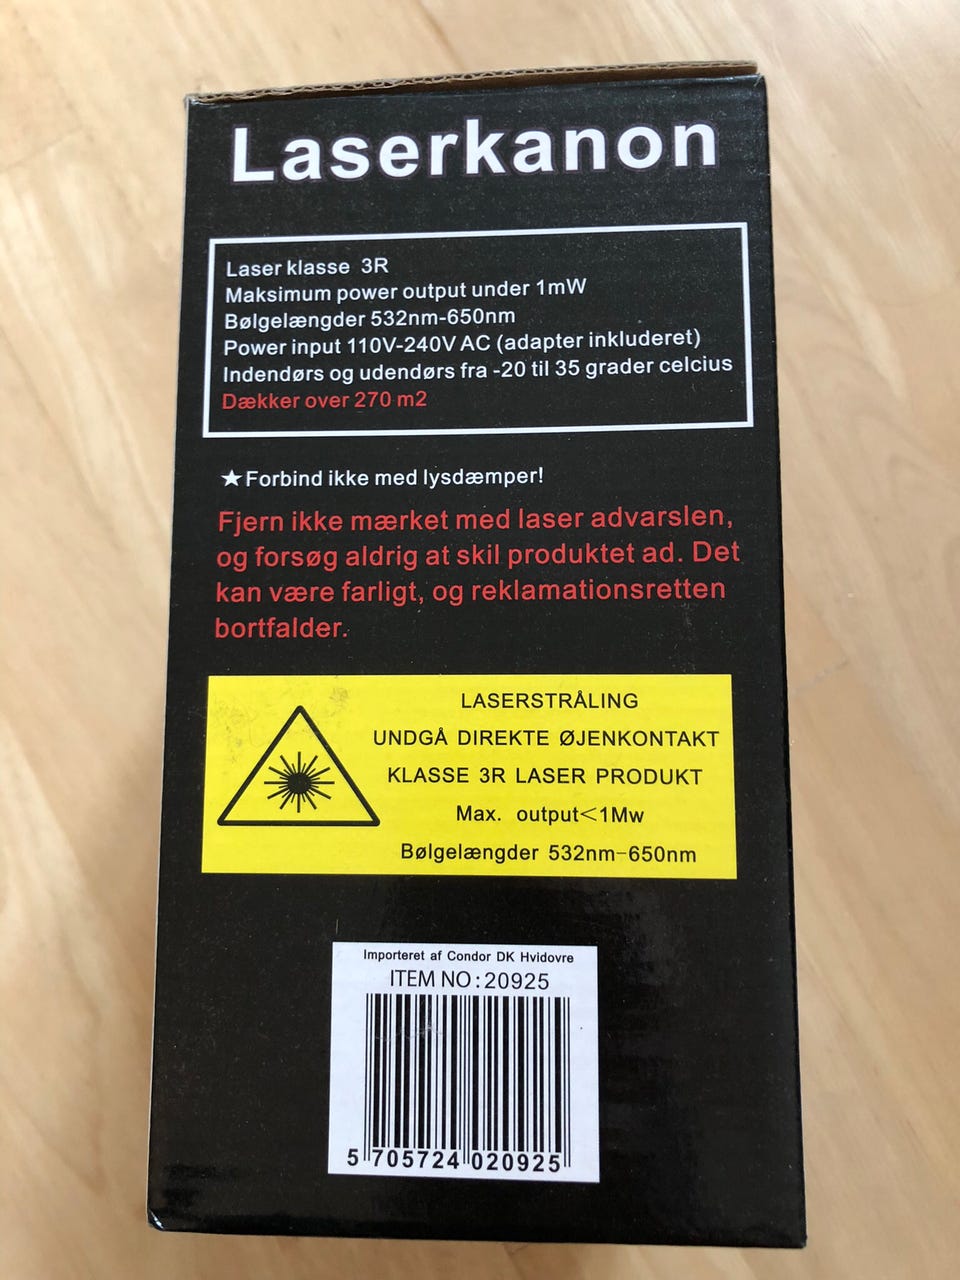 Laserkanon
Laser klasse 3R
Maksimum power output under 1mW
Bølgelængder 532nm-650nm
Power input 110V-240V AC (adapter inkluderet)
Indendørs og udendørs fra -20 til 35 grader celcius
Dækker over 270 m2
★Forbind ikke med lysdæmper!
Fjern ikke mærket med laser advarslen,
og forsøg aldrig at skil produktet ad. Det
kan være farligt, og reklamationsretten
bortfalder.
LASERSTRÅLING
UNDGÅ DIREKTE ØJENKONTAKT
KLASSE 3R LASER PRODUKT
Max. output<1Mw
Bølgelængder 532nm-650nm
Importeret af Condor DK Hvidovre
ITEM NO:20925
5 705724 020925